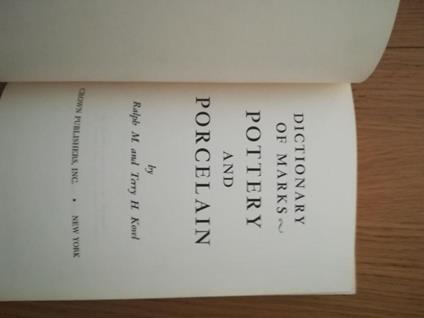 DICTIONARY
OF MARKS~
POTTERY
AND
PORCELAIN
by
Ralph M. and Terry H. Kovel
CROWN PUBLISHERS, INC. • NEW YORK